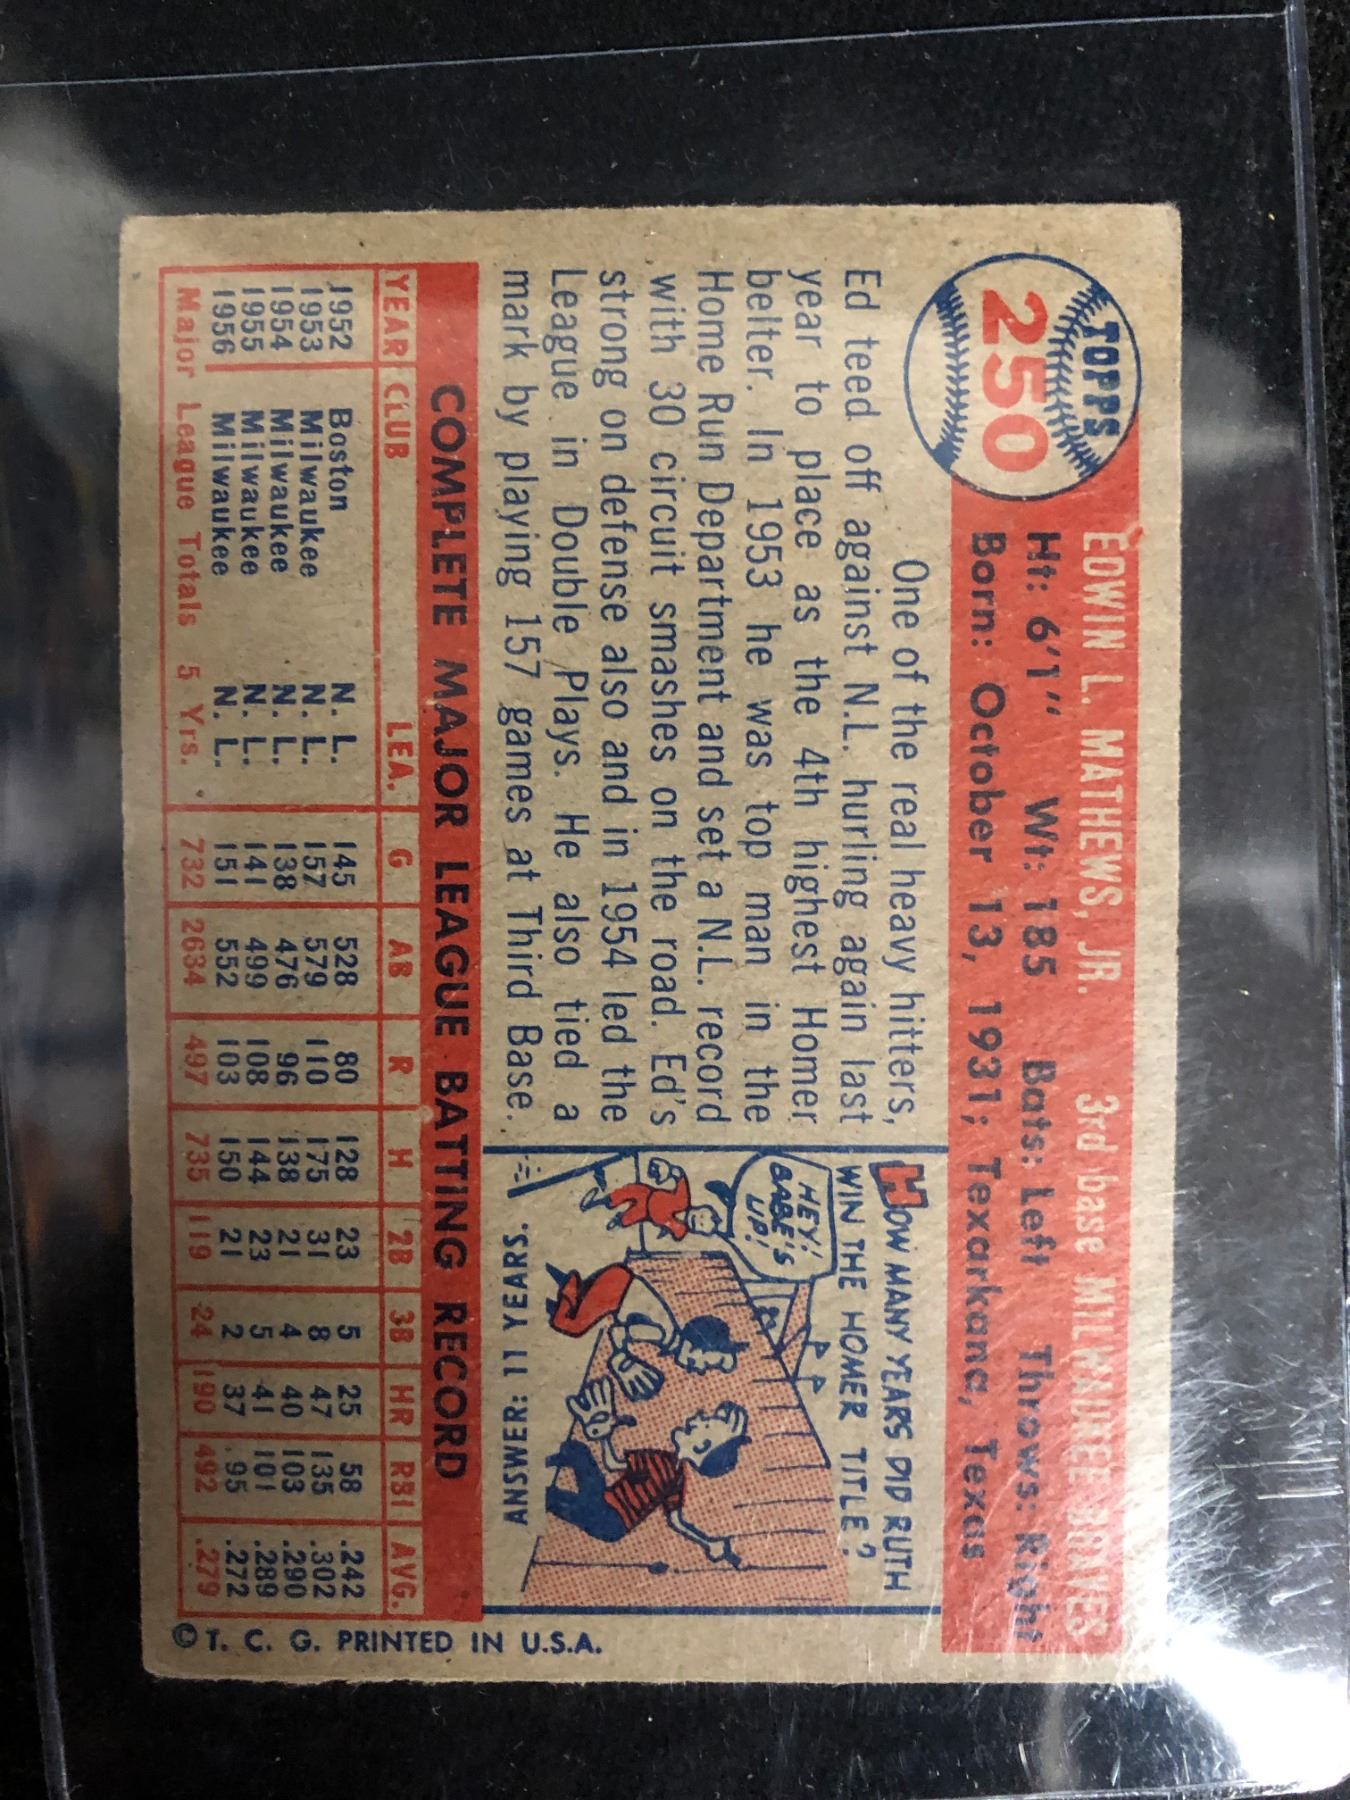 TOPPS
250
EDWIN L. MATHEWS, JR. 3rd base MILWAUKEE BRAVES
Ht: 6'1" Wt: 185 Bats: Left Throws: Right
Born: October 13, 1931; Texarkana, Texas
One of the real heavy hitters,
Ed teed off against N.L. hurling again last
year to place as the 4th highest Homer
belter. In 1953 he was top man in the
Home Run Department and set a N.L. record
with 30 circuit smashes on the road. Ed's
strong on defense also and in 1954 led the
League in Double Plays. He also tied a
mark by playing 157 games at Third Base.
HOW MANY YEARS DID RUTH
WIN THE HOMER TITLE?
HEY!
BABE'S
UP!
ANSWER: 11 YEARS.
COMPLETE MAJOR LEAGUE BATTING RECORD
YEAR CLUB LEA. G AB R H 2B 3B HR RBI AVG.
1952 Boston N. L. 145 528 80 128 23 5 25 58 .242
1953 Milwaukee N. L. 157 579 110 175 31 8 47 135 .302
1954 Milwaukee N. L. 138 476 96 138 21 4 40 103 .290
1955 Milwaukee N. L. 141 499 108 144 23 5 41 101 .289
1956 Milwaukee N. L. 151 552 103 150 21 2 37 95 .272
Major League Totals 5 Yrs. 732 2634 497 735 119 24 190 492 .279
© T. C. G. PRINTED IN U.S.A.